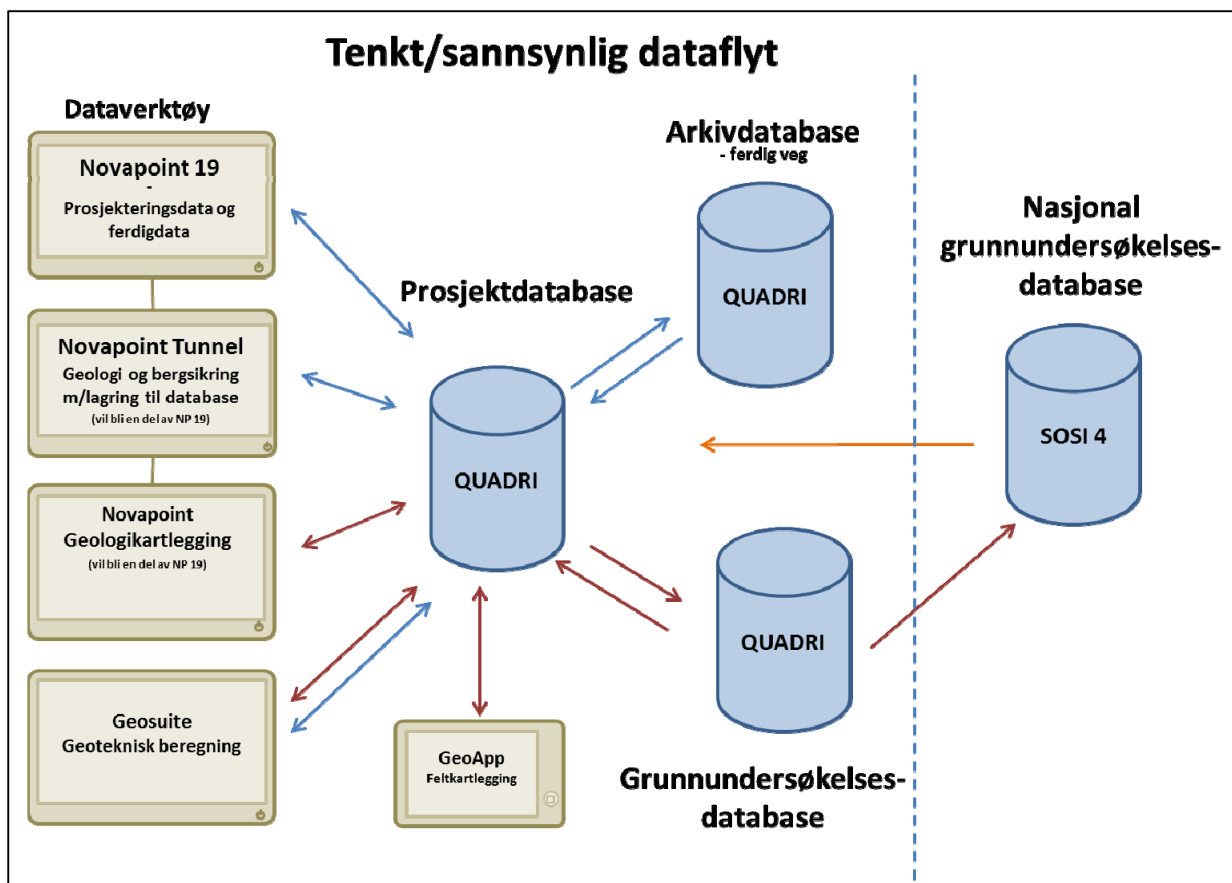 Tenkt/sannsynlig dataflyt
Dataverktøy
Novapoint 19
-
Prosjekteringsdata og
ferdigdata
Novapoint Tunnel
Geologi og bergsikring
m/lagring til database
(vil bli en del av NP 19)
Novapoint
Geologikartlegging
(vil bli en del av NP 19)
Geosuite
Geoteknisk beregning
Prosjektdatabase
QUADRI
GeoApp
Feltkartlegging
Arkivdatabase
- ferdig veg
QUADRI
QUADRI
Grunnundersøkelses-
database
Nasjonal
grunnundersøkelses-
database
SOSI 4